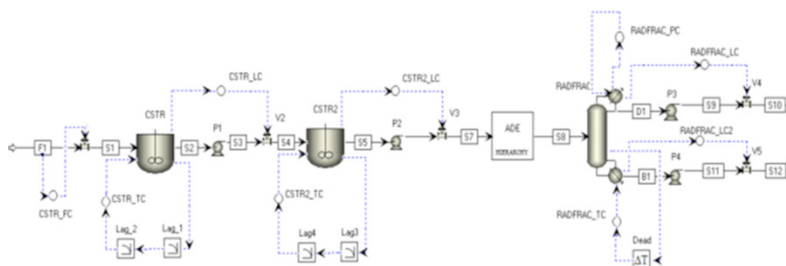 RADFRAC_PC
RADFRAC_LC
CSTR_LC
CSTR2_LC
RADFRAC
V4
CSTR
V2
CSTR2
V3
P3
D1
S9
S10
F1
S1
S2
P1
S3
S4
S5
P2
S7
ADE
HIERARCHY
S8
RADFRAC_LC2
V5
P4
B1
S11
S12
CSTR_FC
CSTR_TC
CSTR2_TC
RADFRAC_TC
Lag_2
Lag_1
Lag4
Lag3
Dead
ΔT